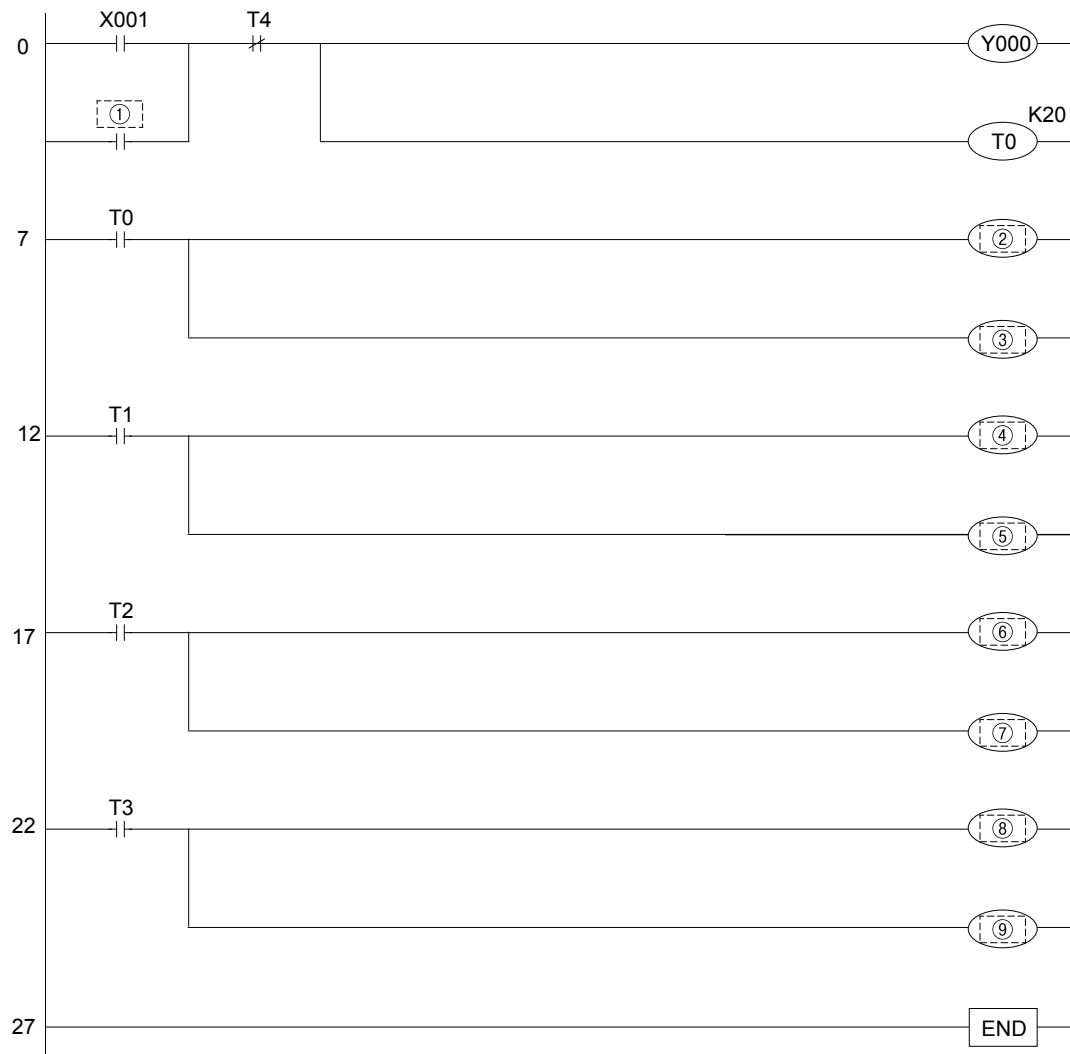 X001 T4
0 Y000
①
K20
T0
T0
7 ②
③
T1
12 ④
⑤
T2
17 ⑥
⑦
T3
22 ⑧
⑨
27 END